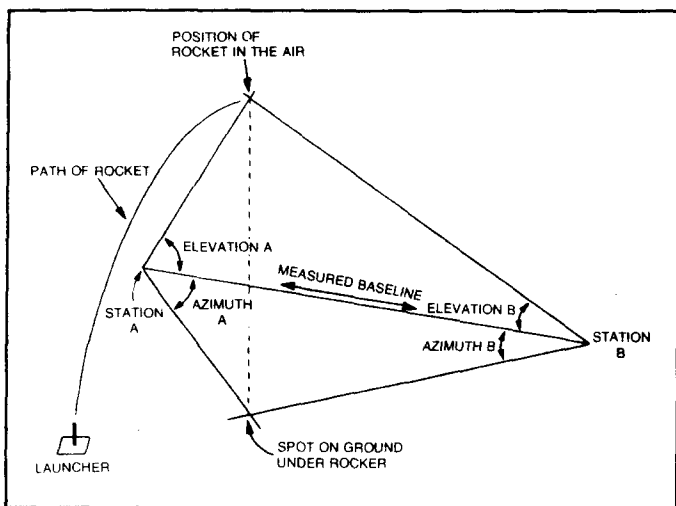 POSITION OF
ROCKET IN THE AIR
PATH OF ROCKET
ELEVATION A
MEASURED BASELINE
STATION
A
AZIMUTH
A
ELEVATION B
AZIMUTH B
STATION
B
LAUNCHER
SPOT ON GROUND
UNDER ROCKER